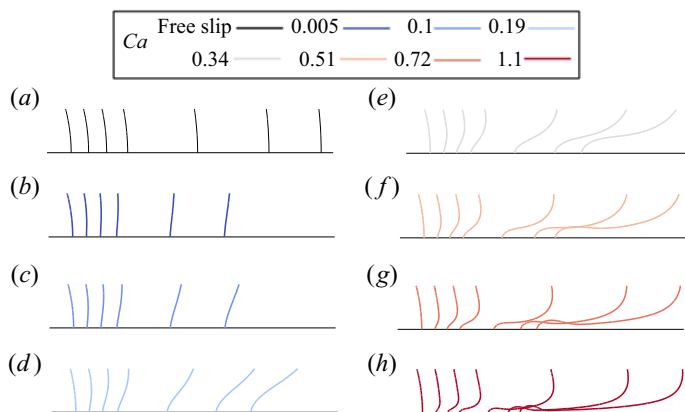 Ca
Free slip 0.005 0.1 0.19
0.34 0.51 0.72 1.1
(a) (e)
(b) (f)
(c) (g)
(d) (h)